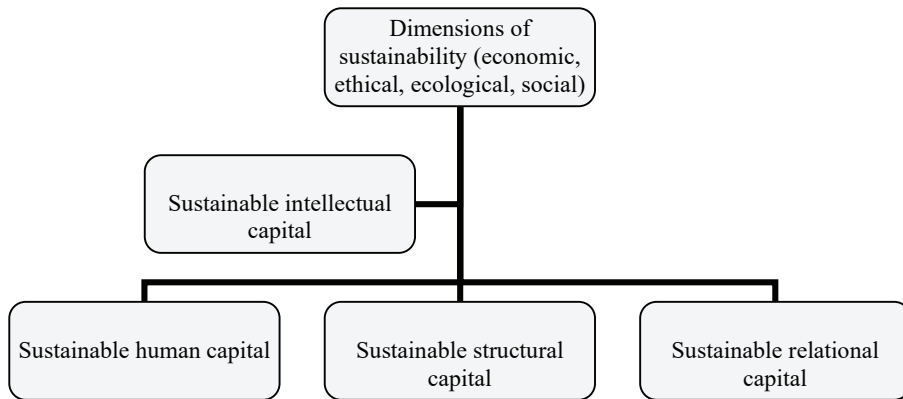 Dimensions of
sustainability (economic,
ethical, ecological, social)
Sustainable intellectual
capital
Sustainable human capital
Sustainable structural
capital
Sustainable relational
capital